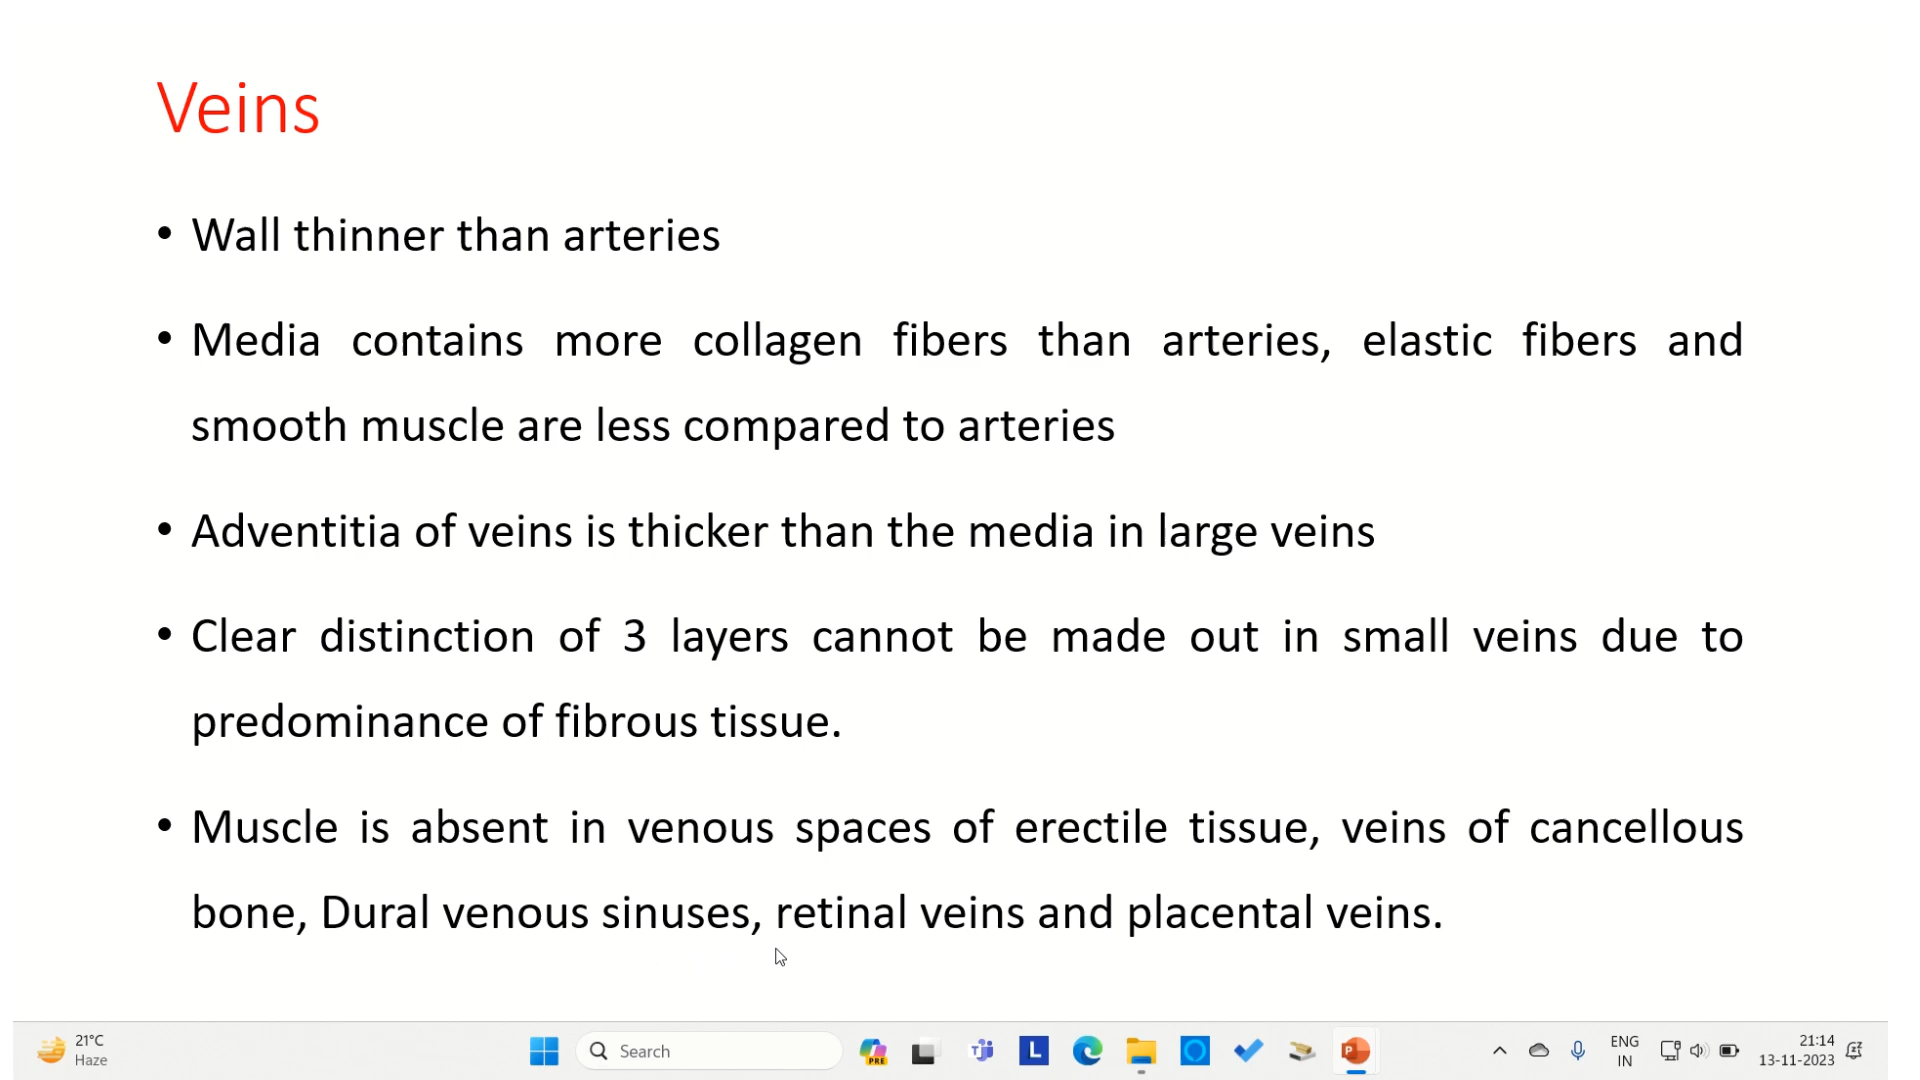 Veins
• Wall thinner than arteries
• Media contains more collagen fibers than arteries, elastic fibers and
smooth muscle are less compared to arteries
• Adventitia of veins is thicker than the media in large veins
• Clear distinction of 3 layers cannot be made out in small veins due to
predominance of fibrous tissue.
• Muscle is absent in venous spaces of erectile tissue, veins of cancellous
bone, Dural venous sinuses, retinal veins and placental veins.
21°C
Haze
Search
PRE
L
ENG
IN
21:14
13-11-2023